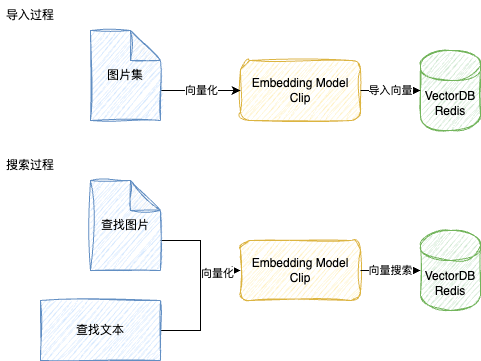 导入过程
图片集
向量化
Embedding Model
Clip
导入向量
VectorDB
Redis
搜索过程
查找图片
向量化
Embedding Model
Clip
向量搜索
VectorDB
Redis
查找文本